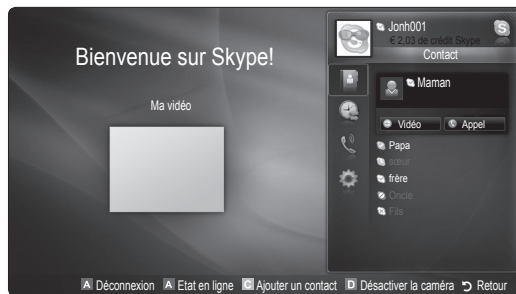 Jonh001
€ 2,03 de crédit Skype
Contact
Bienvenue sur Skype!
Ma vidéo
Maman
Vidéo
Appel
Papa
sœur
frère
Oncle
Fils
A Déconnexion A Etat en ligne C Ajouter un contact D Désactiver la caméra Retour